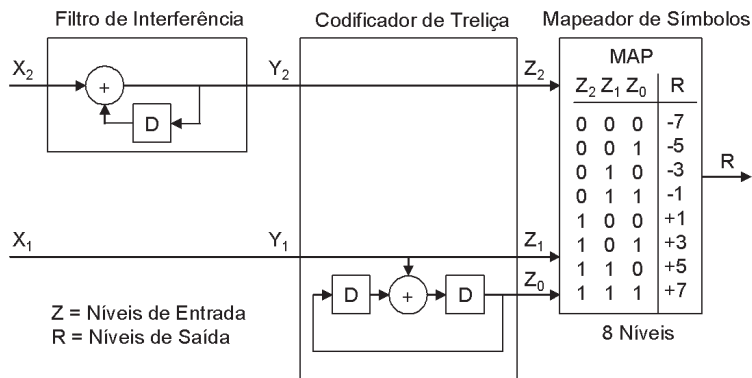 Filtro de Interferência
Codificador de Treliça
Mapeador de Símbolos
X₂
+
D
Y₂
Z₂
MAP
Z₂ Z₁ Z₀ R
0 0 0 -7
0 0 1 -5
0 1 0 -3
0 1 1 -1
1 0 0 +1
1 0 1 +3
1 1 0 +5
1 1 1 +7
R
X₁
Y₁
Z₁
D
+
D
Z₀
Z = Níveis de Entrada
R = Níveis de Saída
8 Níveis